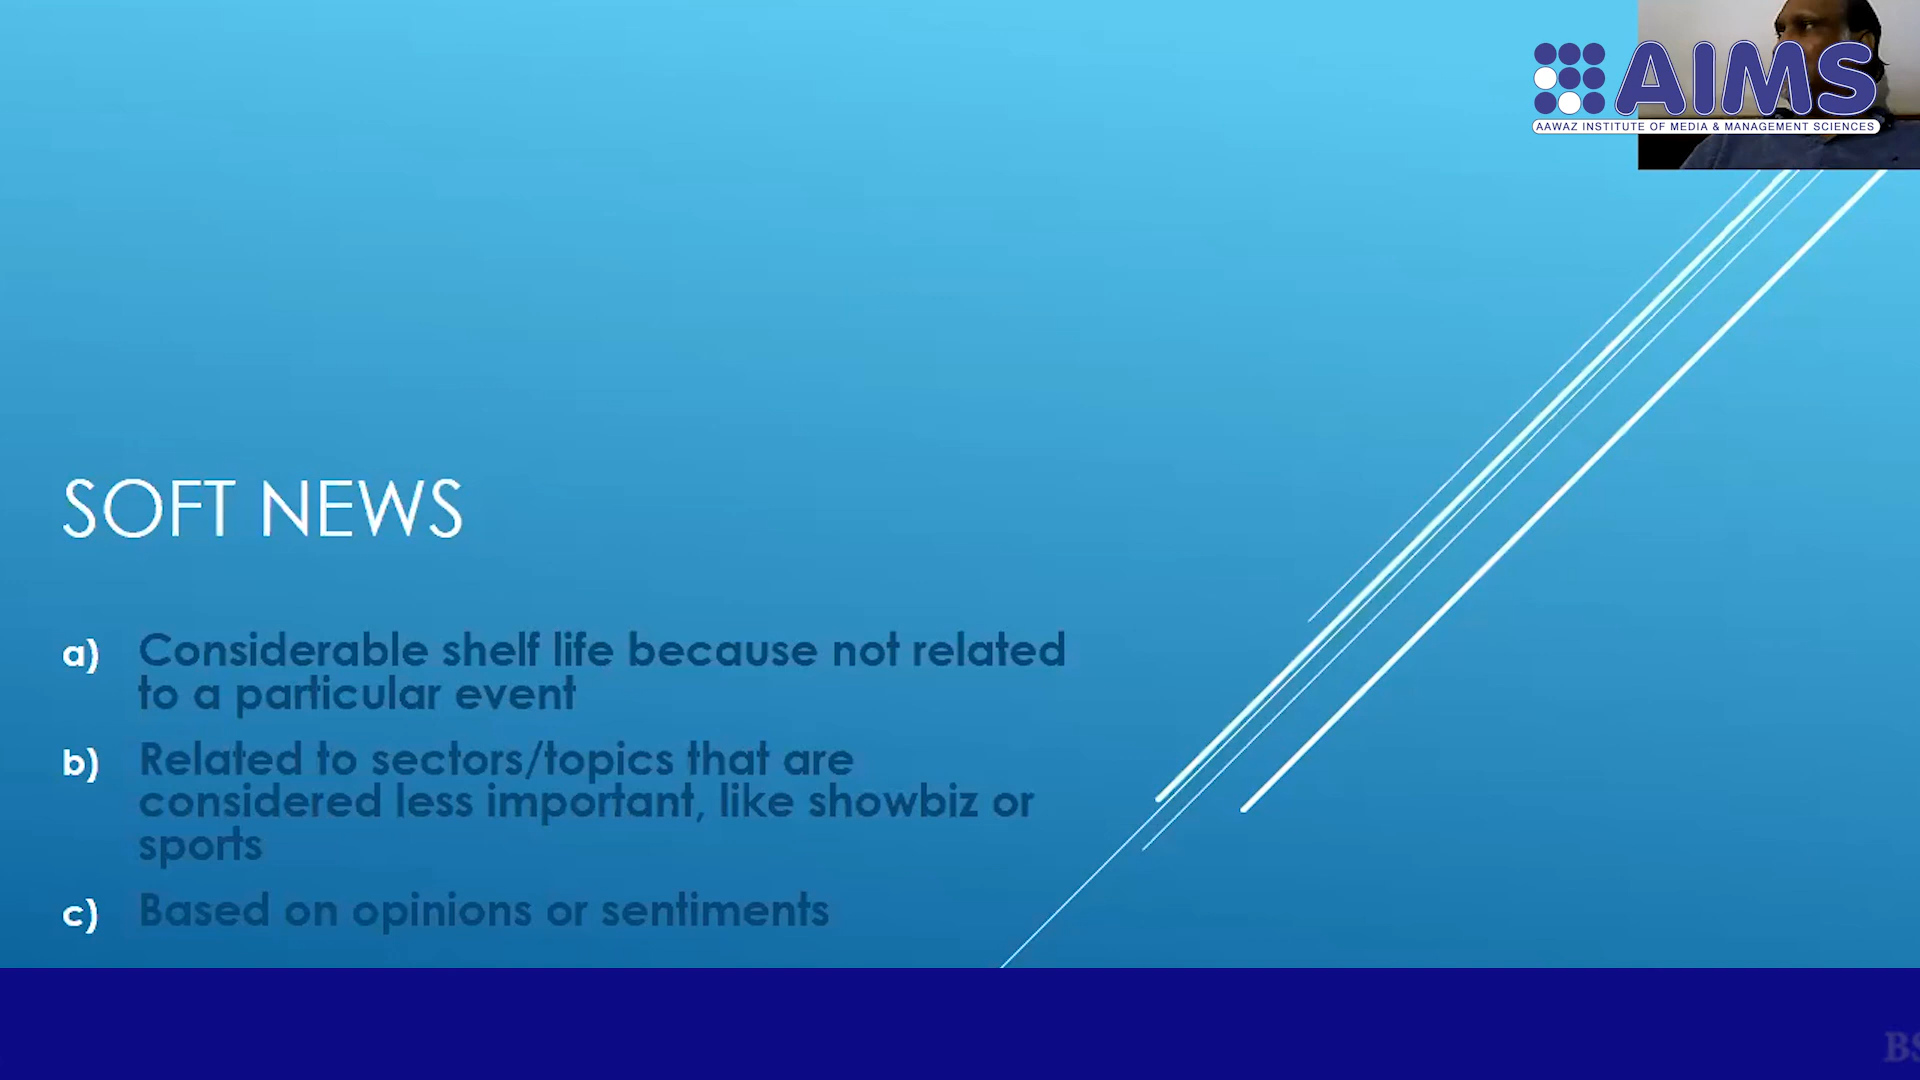 AIMS
AAWAZ INSTITUTE OF MEDIA & MANAGEMENT SCIENCES
SOFT NEWS
a) Considerable shelf life because not related
to a particular event
b) Related to sectors/topics that are
considered less important, like showbiz or
sports
c) Based on opinions or sentiments